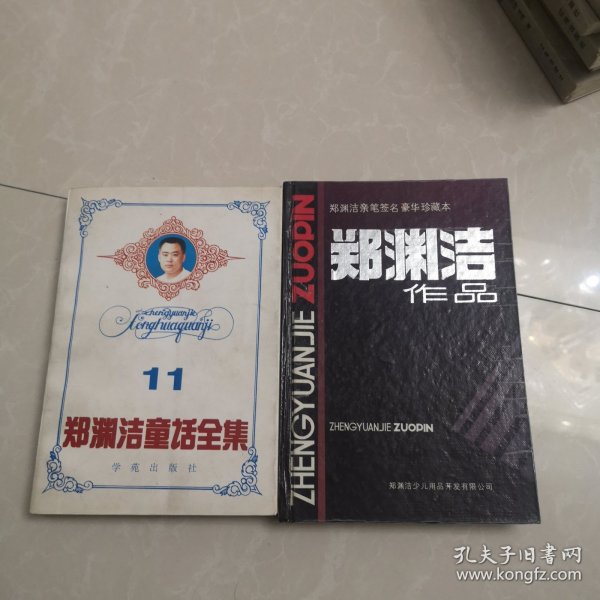 zhengyuanjie
tonghuaquanji
11
郑渊洁童话全集
学苑出版社
ZHENGYUANJIE ZUOPIN
郑渊洁亲笔签名豪华珍藏本
郑渊洁
作品
ZHENGYUANJIE ZUOPIN
郑渊洁少儿用品开发有限公司
孔夫子旧书网
www.kongfz.com